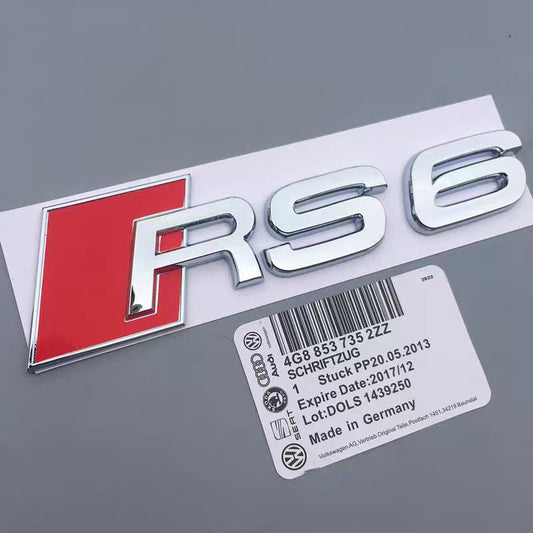 RS6
3822
4G8 853 735 2ZZ
SCHRIFTZUG
1 Stuck PP20.05.2013
Expire Date:2017/12
Lot:DOLS 1439250
Made in Germany
Volkswagen AG,Vertrieb Original Teile,Postfach 1451,34219 Baunatal
Audi
SEAT